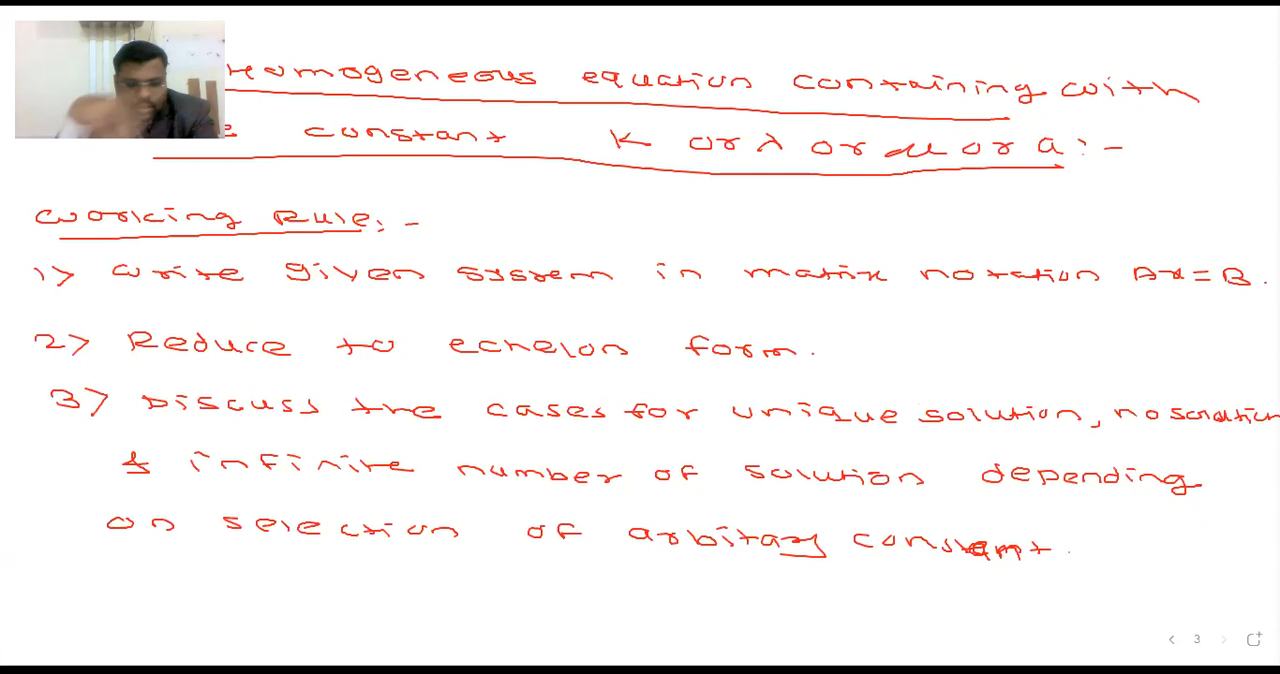 Homogeneous equation containing with
constant K or λ or μ or a :-
Working Rule :-
1) write given system in matrix notation Ax = B.
2) Reduce to echelon form.
3) Discuss the cases for unique solution, no solution
& infinite number of solution depending
on selection of arbitary constant.
3